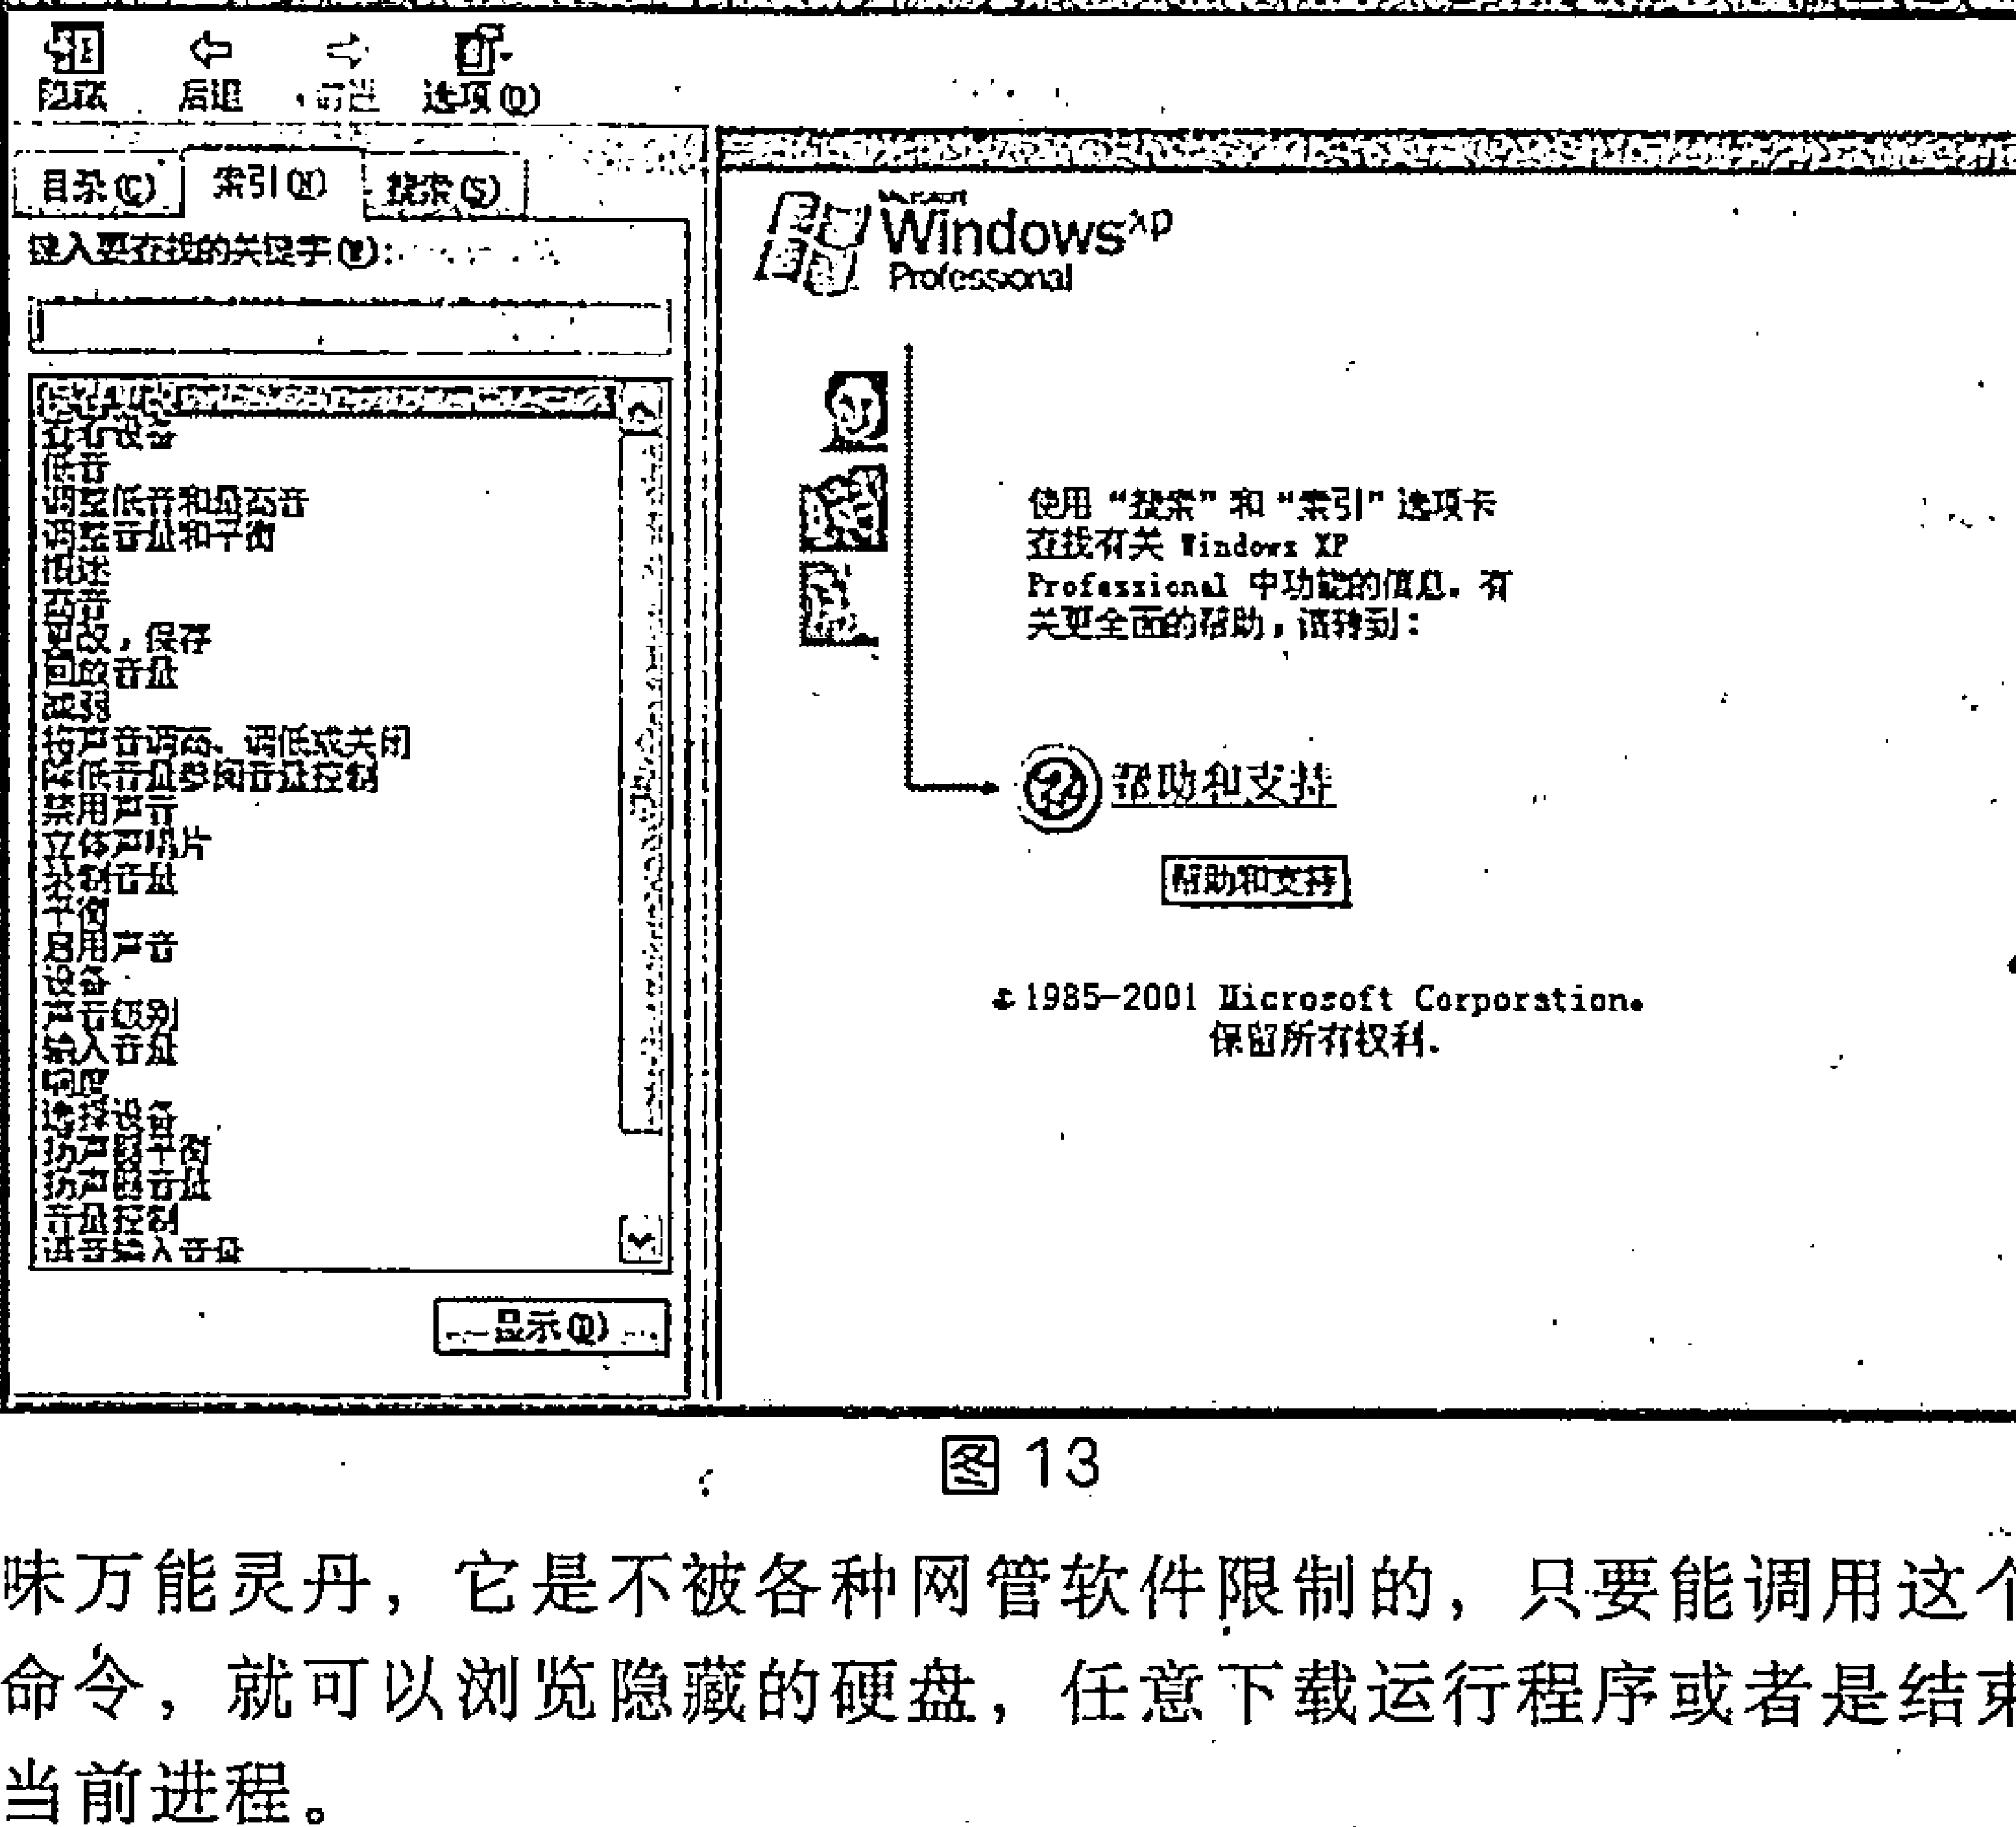 隐藏 后退 前进 选项(O)
目录(C) 索引(N) 搜索(S)
键入要查找的关键字(W):
Microsoft
Windows xp
Professional
低音
调整低音和最高音
调整音量和平衡
概述
高音
更改，保存
回放音量
将声音调高、调低或关闭
降低音量参阅音量控制
禁用声音
立体声唱片
录制音量
平衡
启用声音
设备
声音级别
输入音量
选择设备
扬声器平衡
扬声器音量
音量控制
语音输入音量
显示(D)
使用“搜索”和“索引”选项卡
查找有关 Windows XP
Professional 中功能的信息。有
关更全面的帮助，请转到：
帮助和支持
帮助和支持
©1985-2001 Microsoft Corporation。
保留所有权利。
图 13
味万能灵丹，它是不被各种网管软件限制的，只要能调用这个
命令，就可以浏览隐藏的硬盘，任意下载运行程序或者是结束
当前进程。